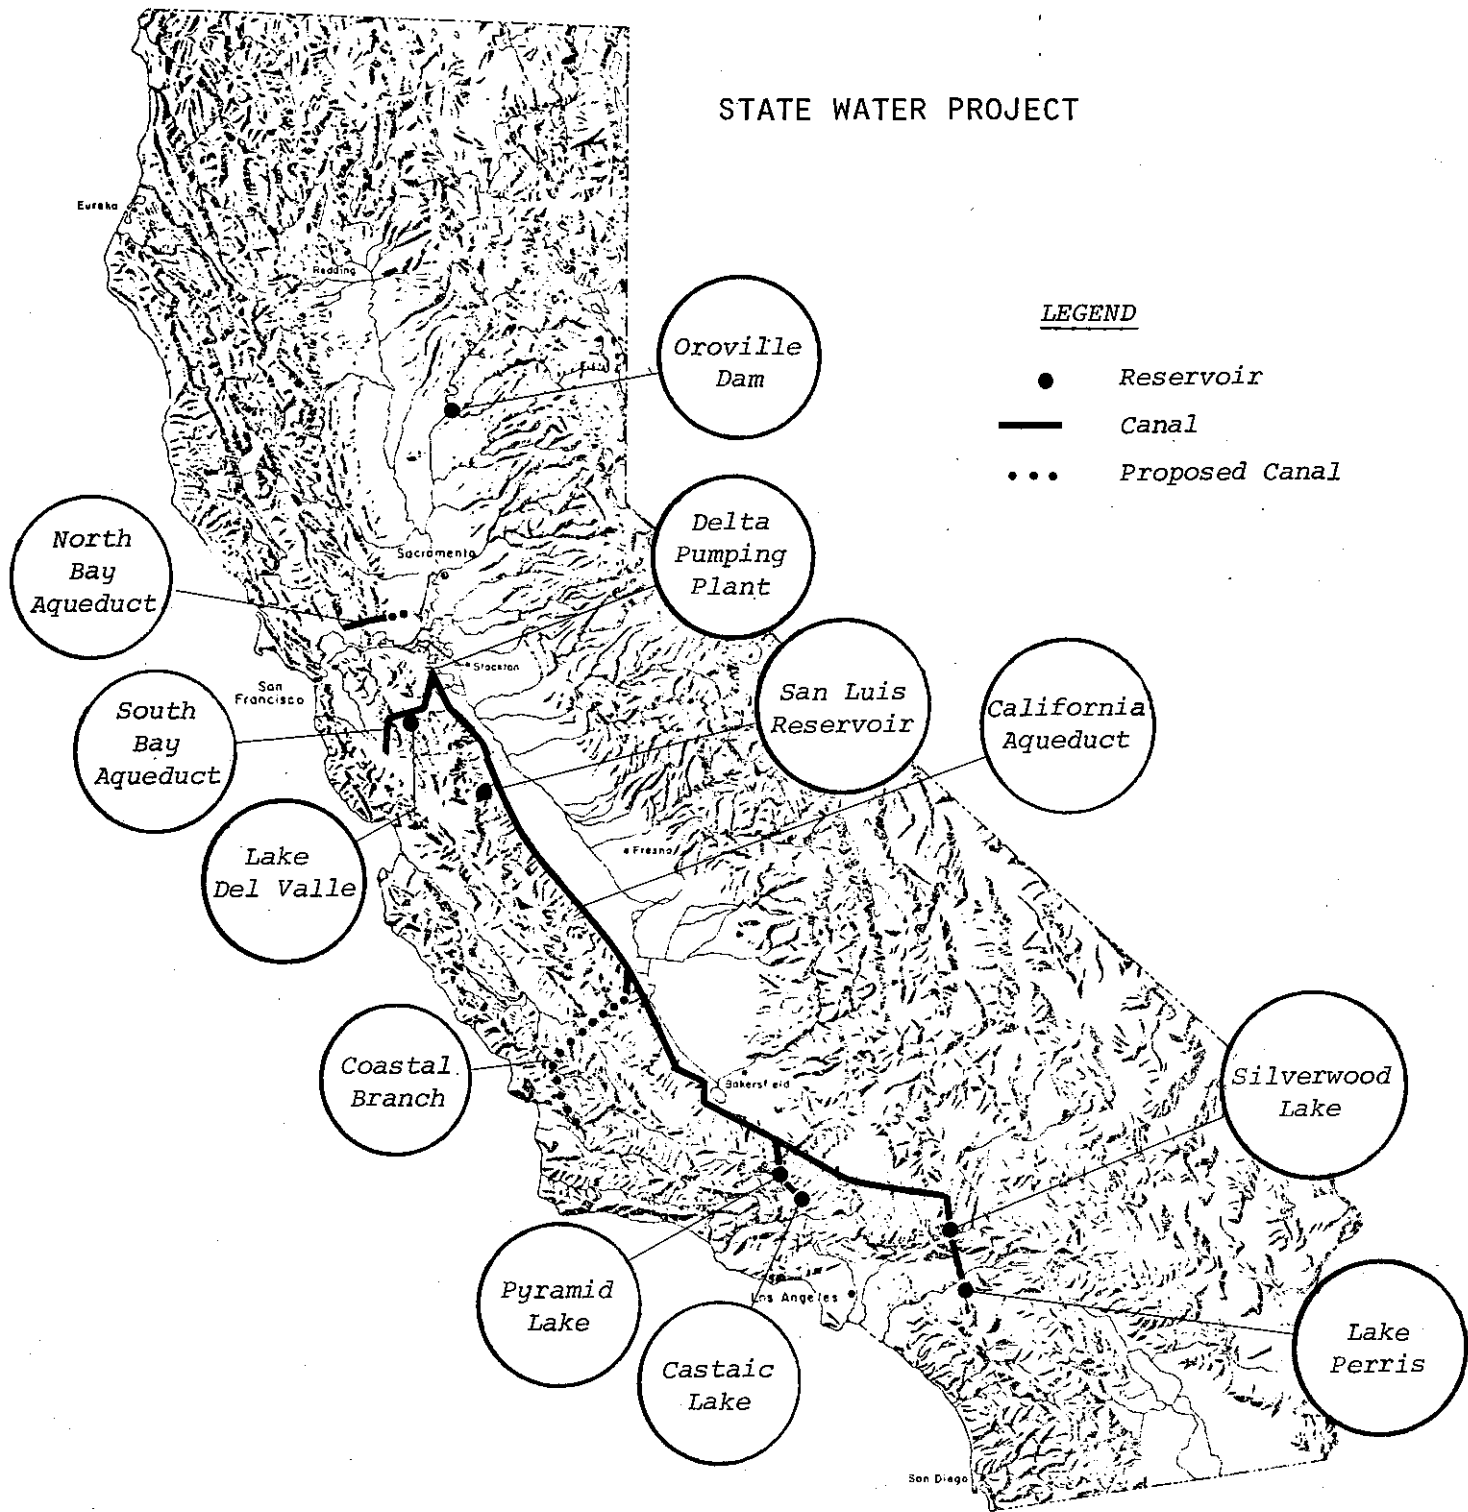 STATE WATER PROJECT
Eureka
Redding
Oroville
Dam
LEGEND
Reservoir
Canal
Proposed Canal
North
Bay
Aqueduct
Sacramento
Delta
Pumping
Plant
Stockton
San
Francisco
South
Bay
Aqueduct
San Luis
Reservoir
California
Aqueduct
Lake
Del Valle
Fresno
Coastal
Branch
Bakersfield
Silverwood
Lake
Pyramid
Lake
Los Angeles
Castaic
Lake
Lake
Perris
San Diego